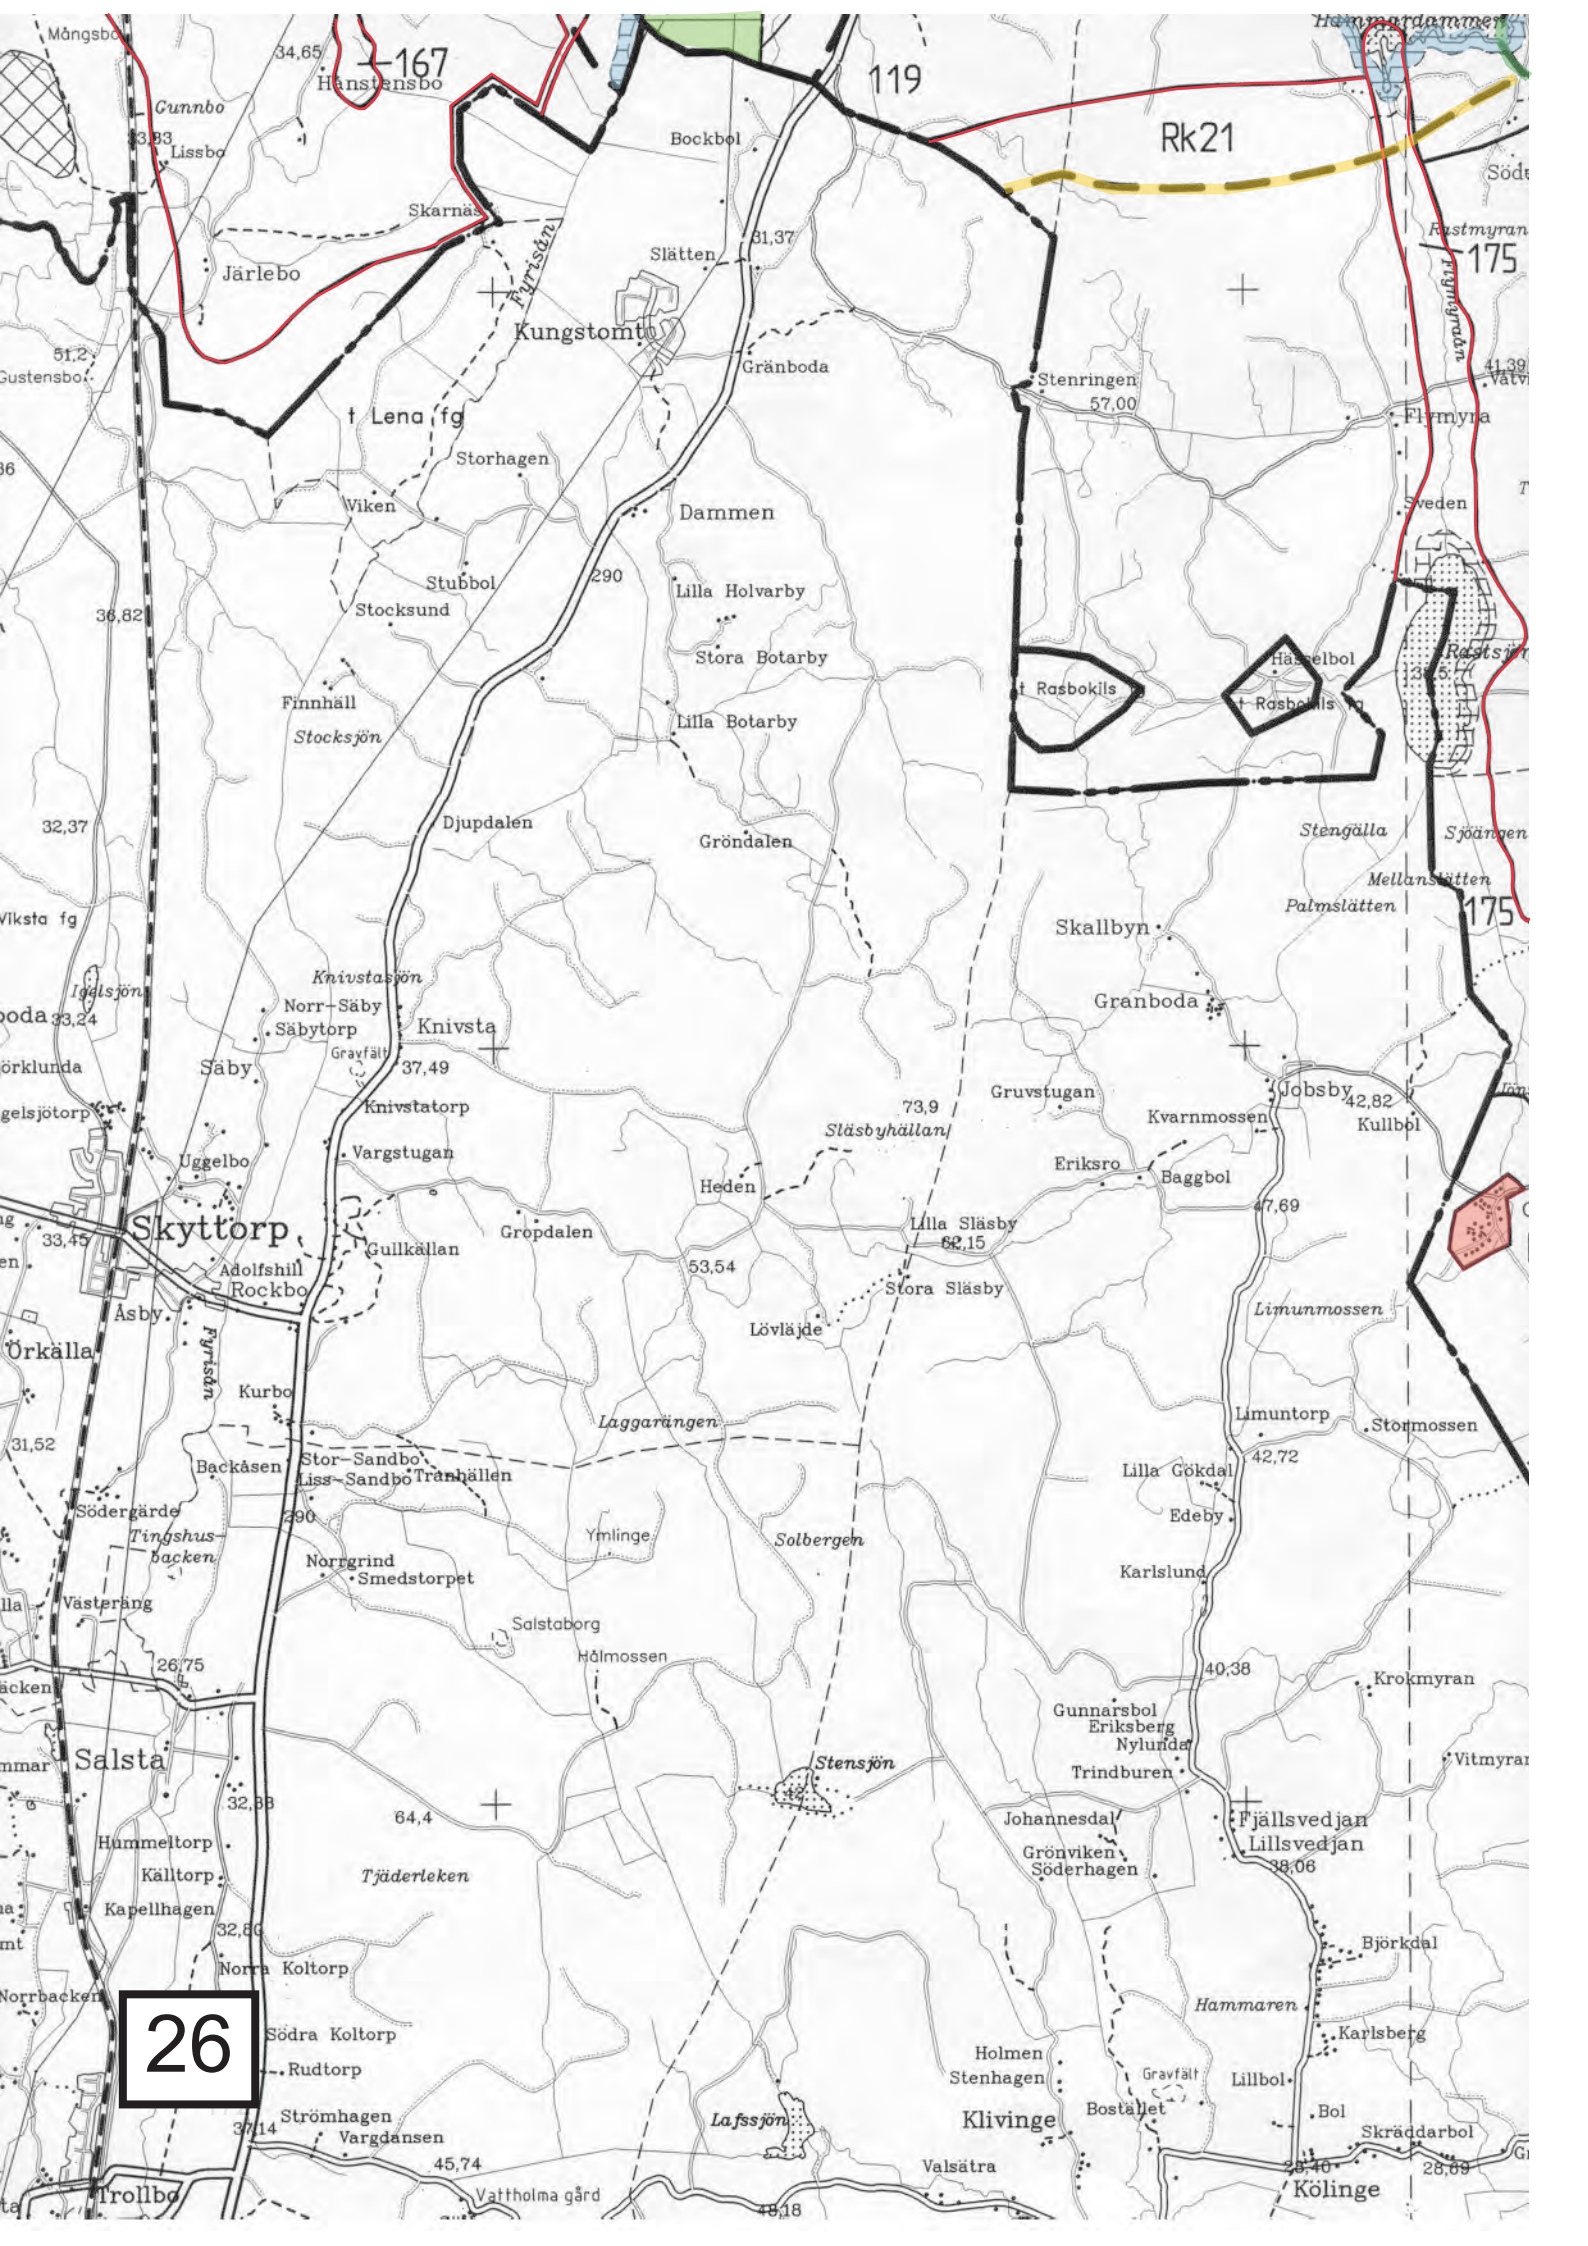 Hammardammen
34,65
167
Hånstensbo
119
Gunnbo
Lissbo
Bockbol
Rk21
Skarnäs
Fyrisån
31,37
Slätten
Rastmyran
175
Flymyraån
Järlebo
Kungstomt
51,2
Gustensbo
Gränboda
Stenringen
57,00
41,39
Flymyra
t Lena fg
Storhagen
Viken
Dammen
Sveden
290
Stubbol
Lilla Holvarby
Stocksund
36,82
Stora Botarby
Hässelbol
t Rasbokils
t Rasbokils fg
Finnhäll
Lilla Botarby
Stocksjön
Djupdalen
32,37
Gröndalen
Stengälla
Sjöängen
Mellanslätten
Palmslätten
175
Viksta fg
Skallbyn
Knivstasjön
Igelsjön
Norr-Säby
Granboda
33,24
Säbytorp
Knivsta
Gravfält
Säby
37,49
Gruvstugan
Jobsby
42,82
Knivstatorp
73,9
Kvarnmossen
Kullbol
Släsbyhällan
Vargstugan
Uggelbo
Eriksro
Baggbol
Heden
47,69
Skyttorp
Gropdalen
Lilla Släsby
62,15
33,45
Gullkällan
53,54
Adolfshill
Rockbo
Stora Släsby
Åsby
Limunmossen
Lövläjde
Örkälla
Fyrisån
Kurbo
Laggarängen
Limuntorp
Stormossen
31,52
Stor-Sandbo
42,72
Backåsen
Liss-Sandbo
Tranhällen
Lilla Gökdal
Södergärde
290
Edeby
Tingshus-
backen
Ymlinge
Solbergen
Norrgrind
Smedstorpet
Karlslund
Västeräng
Salstaborg
Hålmossen
26,75
40,38
Krokmyran
Gunnarsbol
Eriksberg
Nylunda
Salsta
Stensjön
Trindburen
32,33
64,4
Johannesdal
Fjällsvedjan
Hummeltorp
Grönviken
Lillsvedjan
Källtorp
Söderhagen
38,06
Tjäderleken
Kapellhagen
32,80
Björkdal
Norra Koltorp
Norrbacken
Hammaren
26
Södra Koltorp
Karlsberg
Holmen
Rudtorp
Stenhagen
Gravfält
Lillbol
Strömhagen
Lafssjön
Klivinge
Bostället
Bol
37,14
Vargdansen
Skräddarbol
45,74
Valsätra
28,69
Trollbo
Vattholma gård
Kölinge
48,18